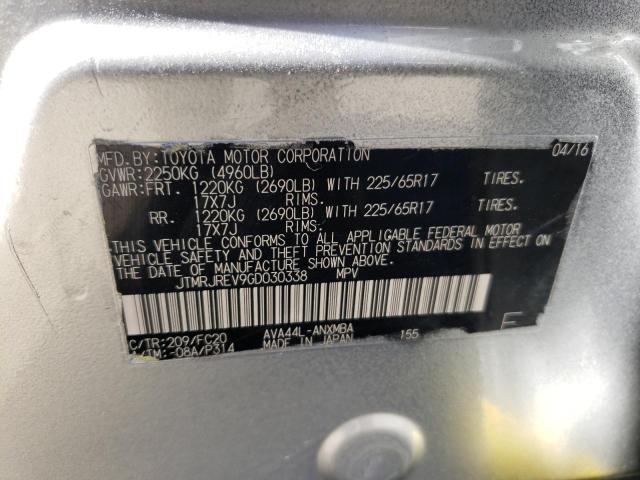 MFD. BY: TOYOTA MOTOR CORPORATION 04/16
GVWR: 2250KG (4960LB)
GAWR: FRT. 1220KG (2690LB) WITH 225/65R17 TIRES.
17X7J RIMS.
RR. 1220KG (2690LB) WITH 225/65R17 TIRES.
17X7J RIMS.
THIS VEHICLE CONFORMS TO ALL APPLICABLE FEDERAL MOTOR
VEHICLE SAFETY AND THEFT PREVENTION STANDARDS IN EFFECT ON
THE DATE OF MANUFACTURE SHOWN ABOVE.
JTMRJREV9GD030338 MPV
C/TR: 209/FC20 AVA44L-ANXMBA 155 E
-08A/P314 MADE IN JAPAN